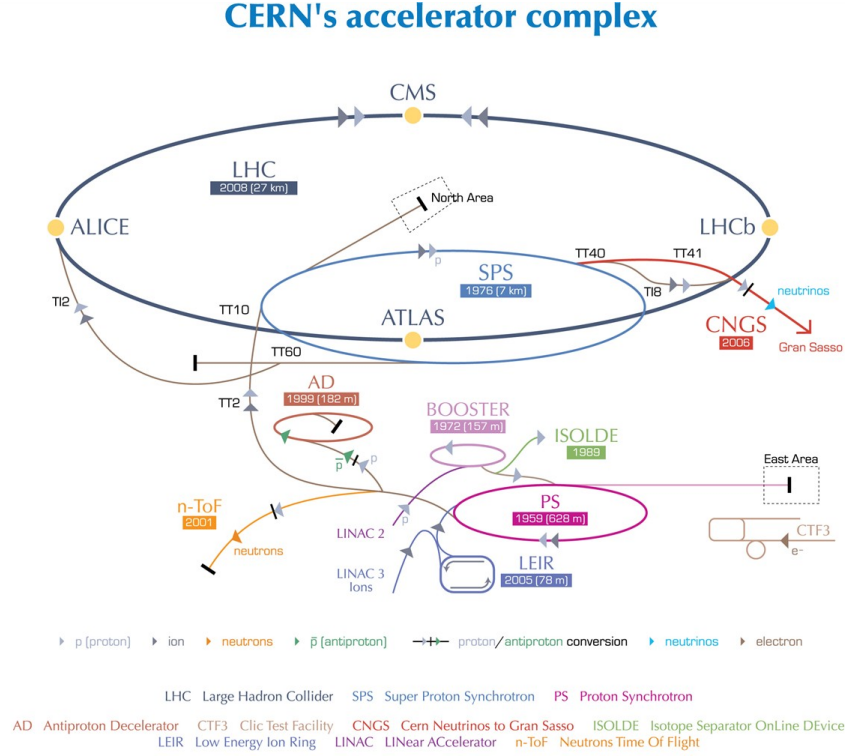 CERN's accelerator complex
CMS
LHC
2008 (27 km)
North Area
ALICE
LHCb
p
TT40
TT41
SPS
1976 (7 km)
TI8
neutrinos
TI2
TT10
ATLAS
CNGS
2006
Gran Sasso
TT60
AD
1999 (182 m)
TT2
BOOSTER
1972 (157 m)
ISOLDE
1989
p̅
p
East Area
n-ToF
2001
PS
1959 (628 m)
p
LINAC 2
neutrons
CTF3
e-
LEIR
2005 (78 m)
LINAC 3
Ions
p (proton) ion neutrons p̅ (antiproton) proton/antiproton conversion neutrinos electron
LHC Large Hadron Collider SPS Super Proton Synchrotron PS Proton Synchrotron
AD Antiproton Decelerator CTF3 Clic Test Facility CNGS Cern Neutrinos to Gran Sasso ISOLDE Isotope Separator OnLine DEvice
LEIR Low Energy Ion Ring LINAC LINear ACcelerator n-ToF Neutrons Time Of Flight